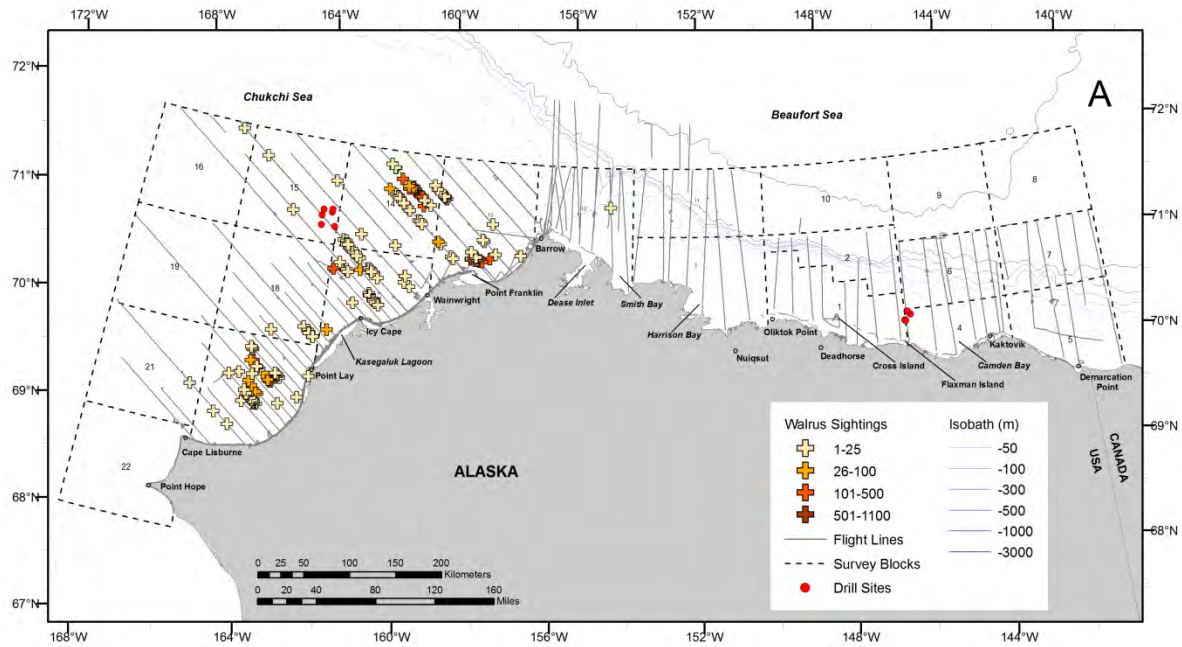 172°W 168°W 164°W 160°W 156°W 152°W 148°W 144°W 140°W
72°N
72°N
71°N
71°N
70°N
70°N
69°N
69°N
68°N
68°N
67°N
168°W 164°W 160°W 156°W 152°W 148°W 144°W
A
Chukchi Sea
Beaufort Sea
16
15
14
19
18
21
22
10
9
8
2
6
7
1
1
4
5
Barrow
Point Franklin
Wainwright
Icy Cape
Kasegaluk Lagoon
Point Lay
Cape Lisburne
Point Hope
Dease Inlet
Smith Bay
Harrison Bay
Oliktok Point
Nuiqsut
Deadhorse
Cross Island
Flaxman Island
Camden Bay
Kaktovik
Demarcation
Point
ALASKA
CANADA
USA
0 25 50 100 150 200
Kilometers
0 20 40 80 120 160
Miles
Walrus Sightings
1-25
26-100
101-500
501-1100
Flight Lines
Survey Blocks
Drill Sites
Isobath (m)
-50
-100
-300
-500
-1000
-3000